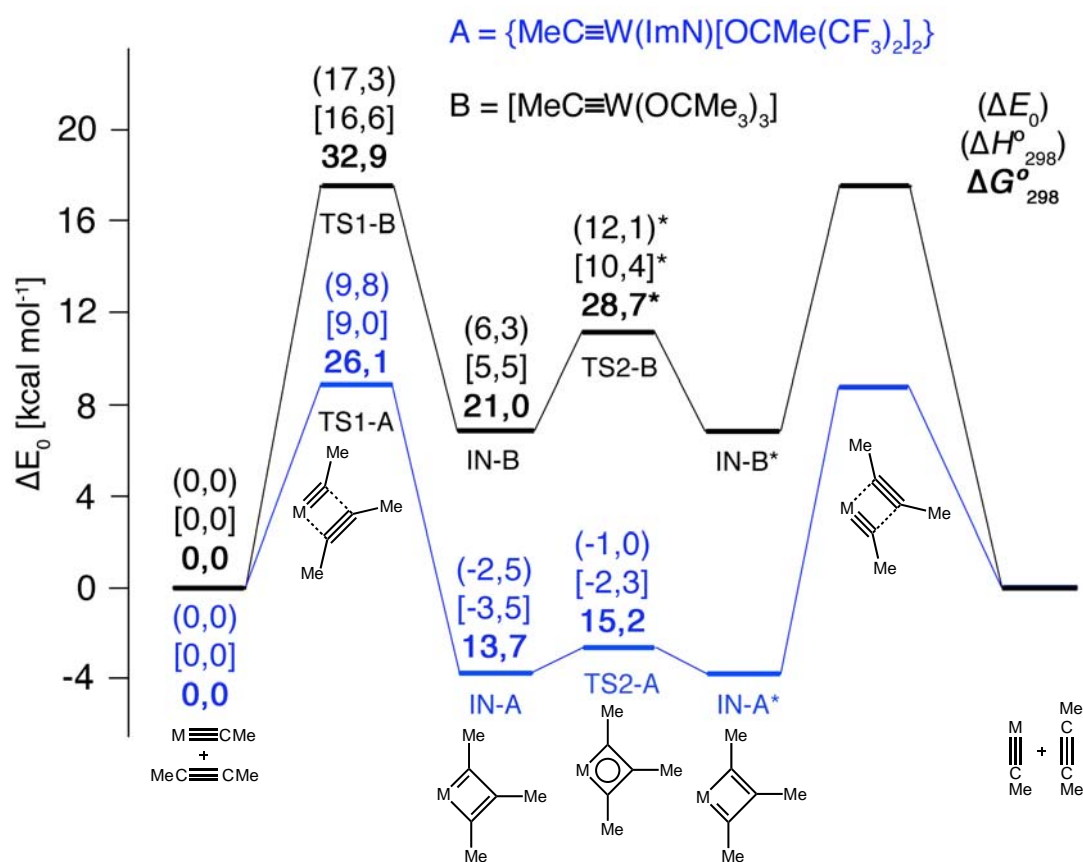 A = {MeC≡W(ImN)[OCMe(CF₃)₂]₂}
B = [MeC≡W(OCMe₃)₃]
(ΔE₀)
(ΔH°₂₉₈)
ΔG°₂₉₈
ΔE₀ [kcal mol⁻¹]
20
16
12
8
4
0
-4
(0,0)
[0,0]
0,0
(0,0)
[0,0]
0,0
(17,3)
[16,6]
32,9
TS1-B
(9,8)
[9,0]
26,1
TS1-A
(6,3)
[5,5]
21,0
IN-B
(12,1)*
[10,4]*
28,7*
TS2-B
IN-B*
(-2,5)
[-3,5]
13,7
IN-A
(-1,0)
[-2,3]
15,2
TS2-A
IN-A*
Me
M
Me
Me
Me
M
Me
Me
M≡CMe
+
MeC≡CMe
Me
M
Me
Me
Me
M
Me
Me
Me
M
Me
Me
M
C
Me
+
Me
C
C
Me